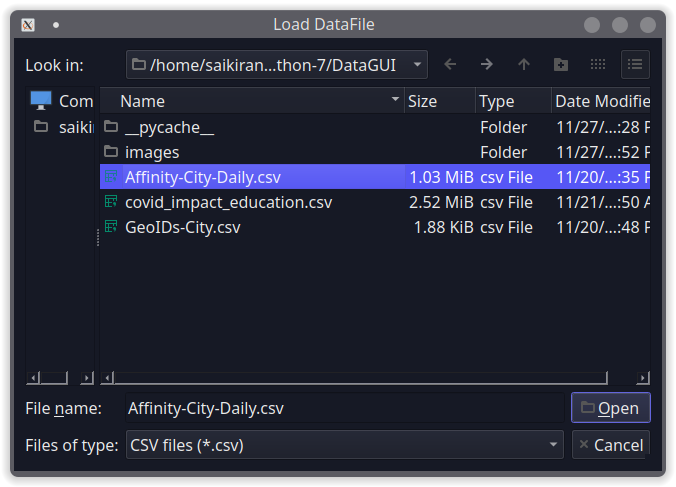 Load DataFile
Look in: /home/saikiran...thon-7/DataGUI
Com
saikir
Name Size Type Date Modifie
__pycache__ Folder 11/27/...:28 P
images Folder 11/27/...:52 P
Affinity-City-Daily.csv 1.03 MiB csv File 11/20/...:35 P
covid_impact_education.csv 2.52 MiB csv File 11/21/...:50 A
GeoIDs-City.csv 1.88 KiB csv File 11/20/...:48 P
File name: Affinity-City-Daily.csv Open
Files of type: CSV files (*.csv) Cancel